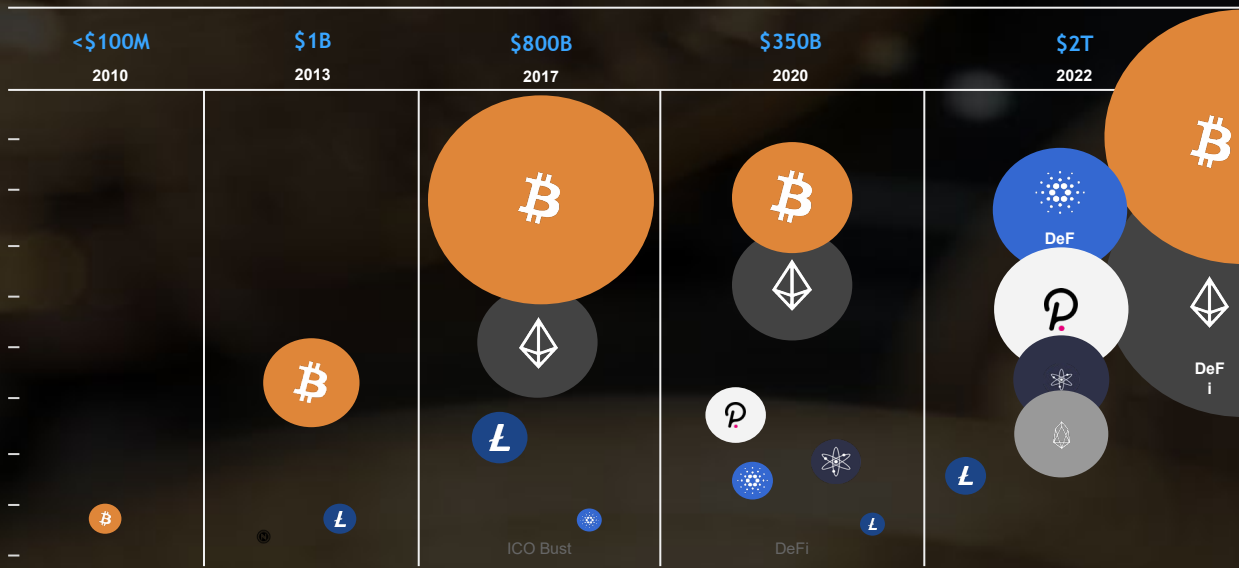 <$100M
$1B
$800B
$350B
$2T
2010
2013
2017
2020
2022
DeF
DeF
i
ICO Bust
DeFi